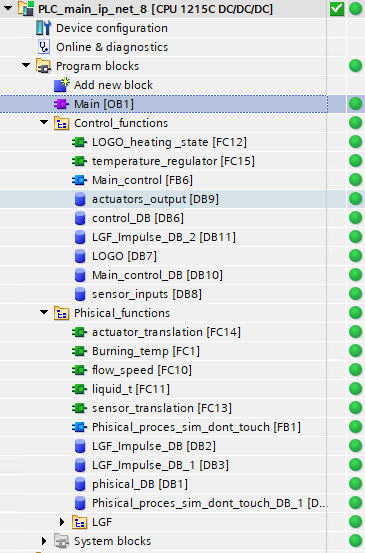 PLC_main_ip_net_8 [CPU 1215C DC/DC/DC]
Device configuration
Online & diagnostics
Program blocks
Add new block
Main [OB1]
Control_functions
LOGO_heating _state [FC12]
temperature_regulator [FC15]
Main_control [FB6]
actuators_output [DB9]
control_DB [DB6]
LGF_Impulse_DB_2 [DB11]
LOGO [DB7]
Main_control_DB [DB10]
sensor_inputs [DB8]
Phisical_functions
actuator_translation [FC14]
Burning_temp [FC1]
flow_speed [FC10]
liquid_t [FC11]
sensor_translation [FC13]
Phisical_proces_sim_dont_touch [FB1]
LGF_Impulse_DB [DB2]
LGF_Impulse_DB_1 [DB3]
phisical_DB [DB1]
Phisical_proces_sim_dont_touch_DB_1 [D...
LGF
System blocks